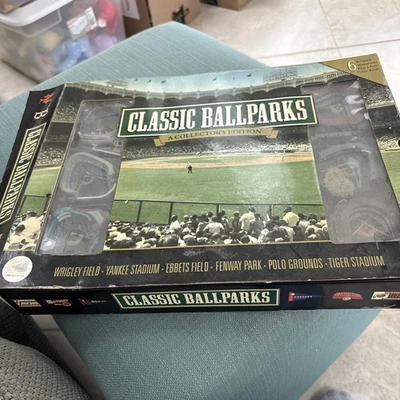 6
CLASSIC BALLPARKS
A COLLECTOR'S EDITION
WRIGLEY FIELD · YANKEE STADIUM · EBBETS FIELD · FENWAY PARK · POLO GROUNDS · TIGER STADIUM
CLASSIC BALLPARKS
CLASSIC BALLPARKS